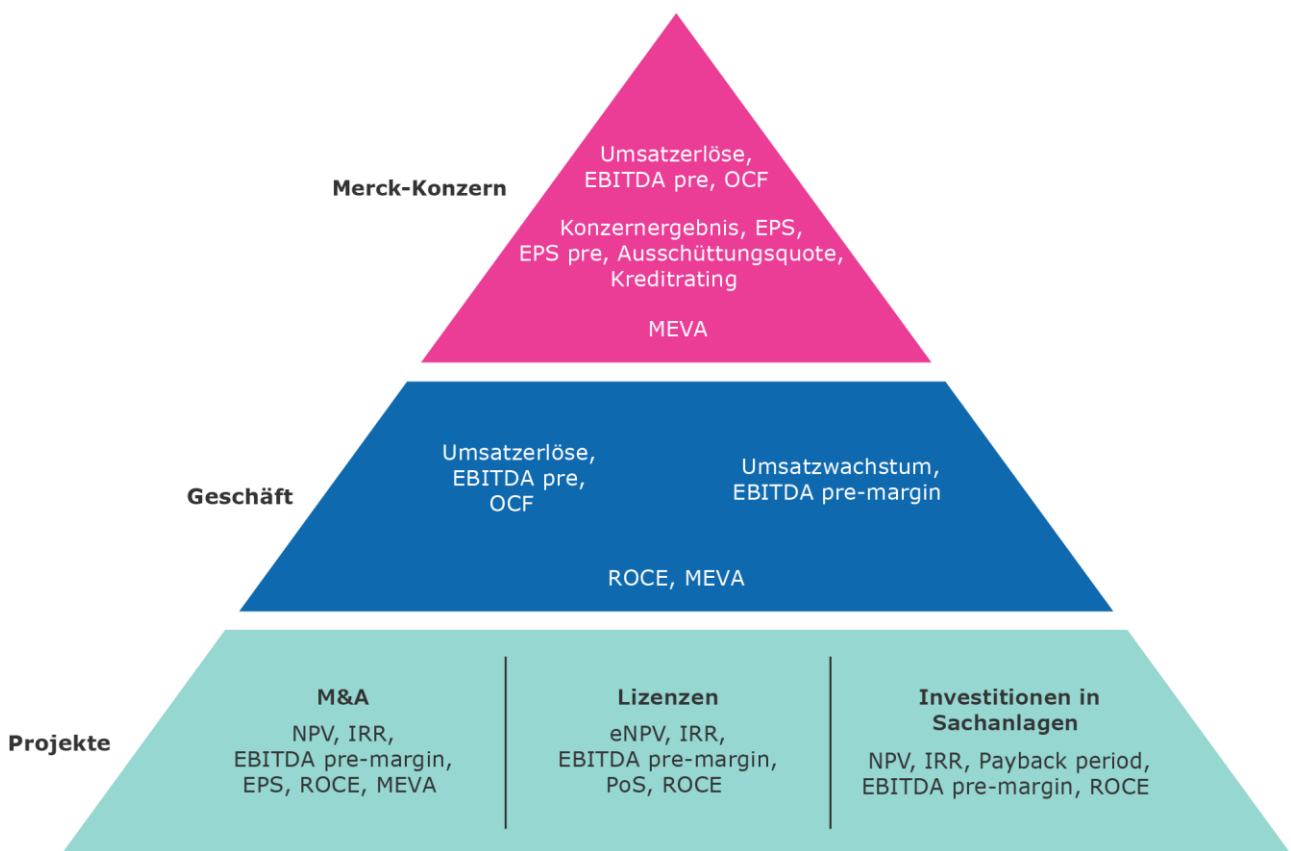 Merck-Konzern
Umsatzerlöse,
EBITDA pre, OCF
Konzernergebnis, EPS,
EPS pre, Ausschüttungsquote,
Kreditrating
MEVA
Geschäft
Umsatzerlöse,
EBITDA pre,
OCF
Umsatzwachstum,
EBITDA pre-margin
ROCE, MEVA
Projekte
M&A
NPV, IRR,
EBITDA pre-margin,
EPS, ROCE, MEVA
Lizenzen
eNPV, IRR,
EBITDA pre-margin,
PoS, ROCE
Investitionen in
Sachanlagen
NPV, IRR, Payback period,
EBITDA pre-margin, ROCE